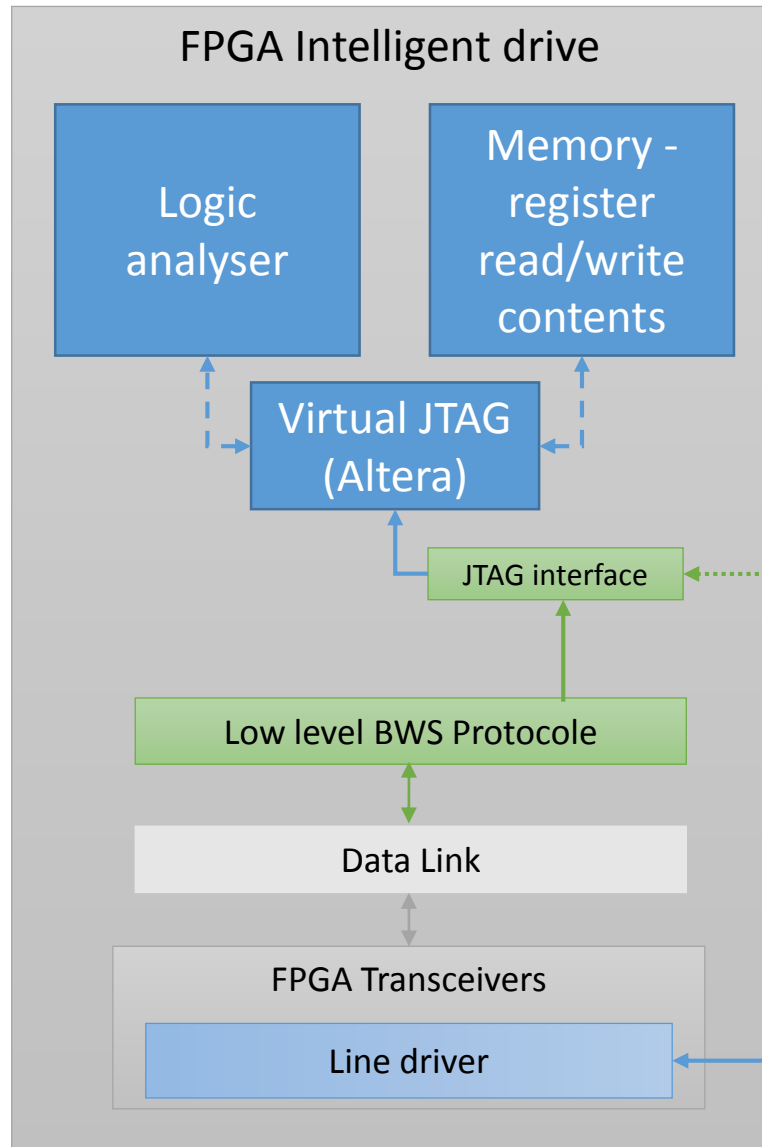 FPGA Intelligent drive
Logic
analyser
Memory -
register
read/write
contents
Virtual JTAG
(Altera)
JTAG interface
Low level BWS Protocole
Data Link
FPGA Transceivers
Line driver